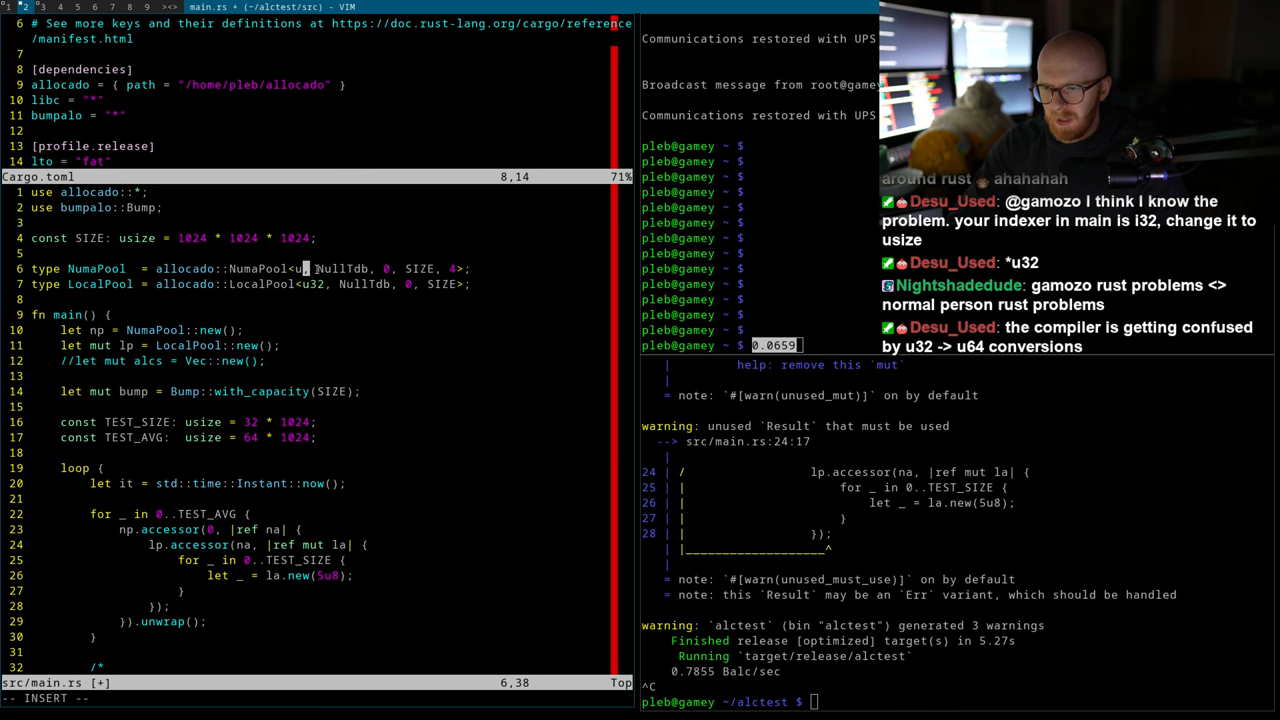 1 2 3 4 5 6 7 8 9 >< main.rs + (~/alctest/src) - VIM
6 # See more keys and their definitions at https://doc.rust-lang.org/cargo/reference
/manifest.html
7
8 [dependencies]
9 allocado = { path = "/home/pleb/allocado" }
10 libc = "*"
11 bumpalo = "*"
12
13 [profile.release]
14 lto = "fat"
Cargo.toml 8,14 71%
1 use allocado::*;
2 use bumpalo::Bump;
3
4 const SIZE: usize = 1024 * 1024 * 1024;
5
6 type NumaPool  = allocado::NumaPool<u, NullTdb, 0, SIZE, 4>;
7 type LocalPool = allocado::LocalPool<u32, NullTdb, 0, SIZE>;
8
9 fn main() {
10     let np = NumaPool::new();
11     let mut lp = LocalPool::new();
12     //let mut alcs = Vec::new();
13
14     let mut bump = Bump::with_capacity(SIZE);
15
16     const TEST_SIZE: usize = 32 * 1024;
17     const TEST_AVG:  usize = 64 * 1024;
18
19     loop {
20         let it = std::time::Instant::now();
21
22         for _ in 0..TEST_AVG {
23             np.accessor(0, |ref na| {
24                 lp.accessor(na, |ref mut la| {
25                     for _ in 0..TEST_SIZE {
26                         let _ = la.new(5u8);
27                     }
28                 });
29             }).unwrap();
30         }
31
32         /*
src/main.rs [+] 6,38 Top
-- INSERT --
Communications restored with UPS
Broadcast message from root@gamey
Communications restored with UPS
pleb@gamey ~ $
pleb@gamey ~ $
pleb@gamey ~ $
pleb@gamey ~ $
pleb@gamey ~ $
pleb@gamey ~ $
pleb@gamey ~ $
pleb@gamey ~ $
pleb@gamey ~ $
pleb@gamey ~ $
pleb@gamey ~ $
pleb@gamey ~ $
pleb@gamey ~ $
pleb@gamey ~ $ 0.0659
around rust ahahahah
Desu_Used: @gamozo I think I know the
problem. your indexer in main is i32, change it to
usize
Desu_Used: *u32
Nightshadedude: gamozo rust problems <>
normal person rust problems
Desu_Used: the compiler is getting confused
by u32 -> u64 conversions
| help: remove this `mut`
|
= note: `#[warn(unused_mut)]` on by default
warning: unused `Result` that must be used
--> src/main.rs:24:17
|
24 | /                 lp.accessor(na, |ref mut la| {
25 | |                     for _ in 0..TEST_SIZE {
26 | |                         let _ = la.new(5u8);
27 | |                     }
28 | |                 });
| |___________________^
|
= note: `#[warn(unused_must_use)]` on by default
= note: this `Result` may be an `Err` variant, which should be handled
warning: `alctest` (bin "alctest") generated 3 warnings
Finished release [optimized] target(s) in 5.27s
Running `target/release/alctest`
0.7855 Balc/sec
^C
pleb@gamey ~/alctest $